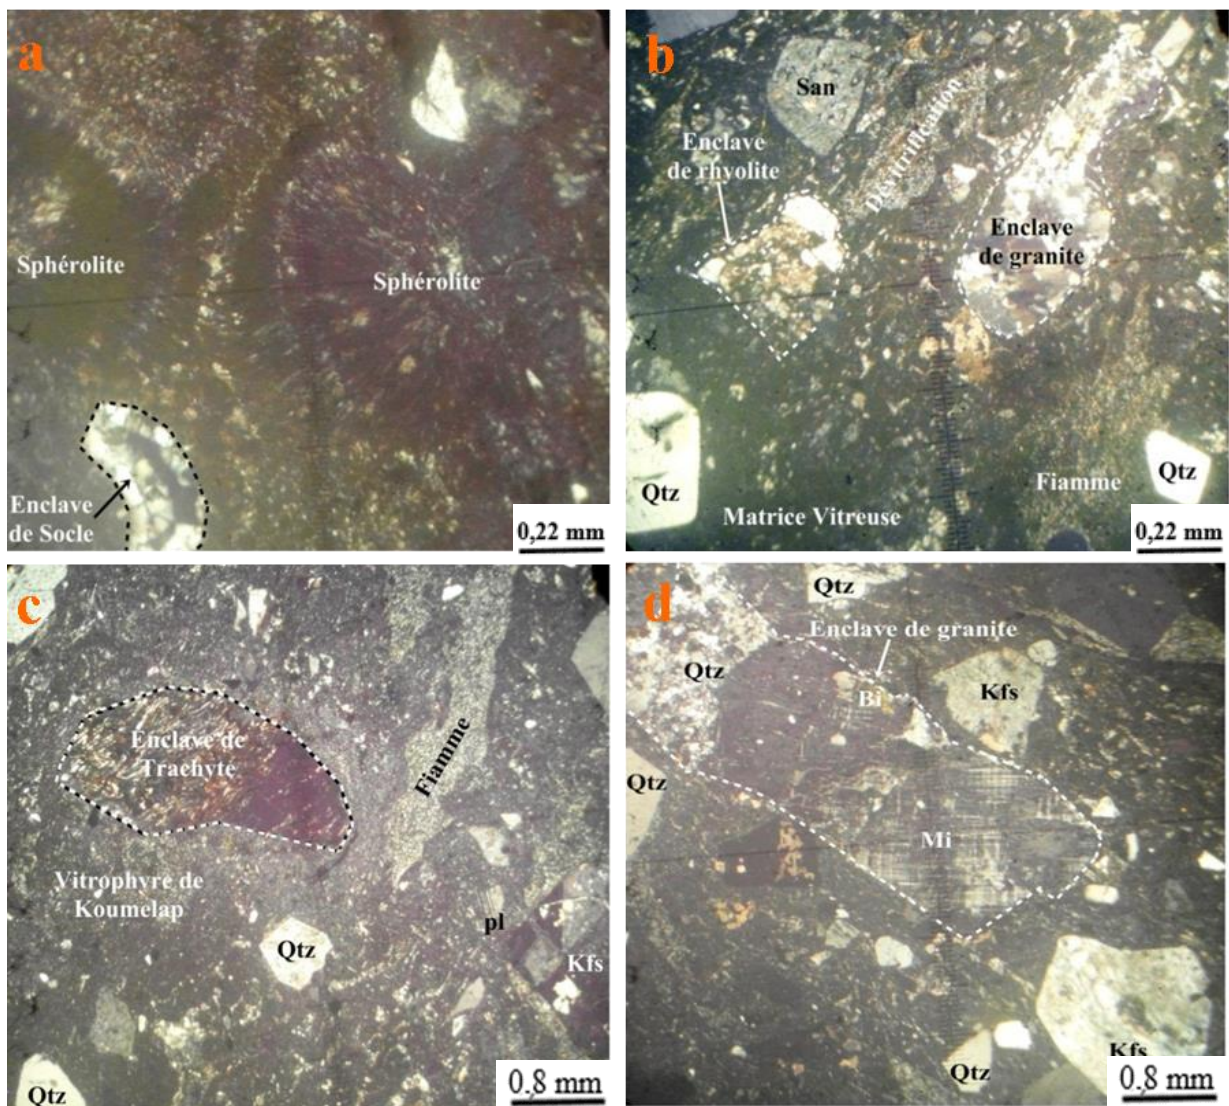 a
Sphérolite
Sphérolite
Enclave
de Socle
0,22 mm
b
San
Dévitrification
Enclave
de rhyolite
Enclave
de granite
Qtz
Qtz
Fiamme
Matrice Vitreuse
0,22 mm
c
Enclave de
Trachyte
Fiamme
Vitrophyre de
Koumelap
pl
Qtz
Kfs
Qtz
0,8 mm
d
Qtz
Enclave de granite
Qtz
Bi
Kfs
Qtz
Mi
Kfs
Qtz
0,8 mm